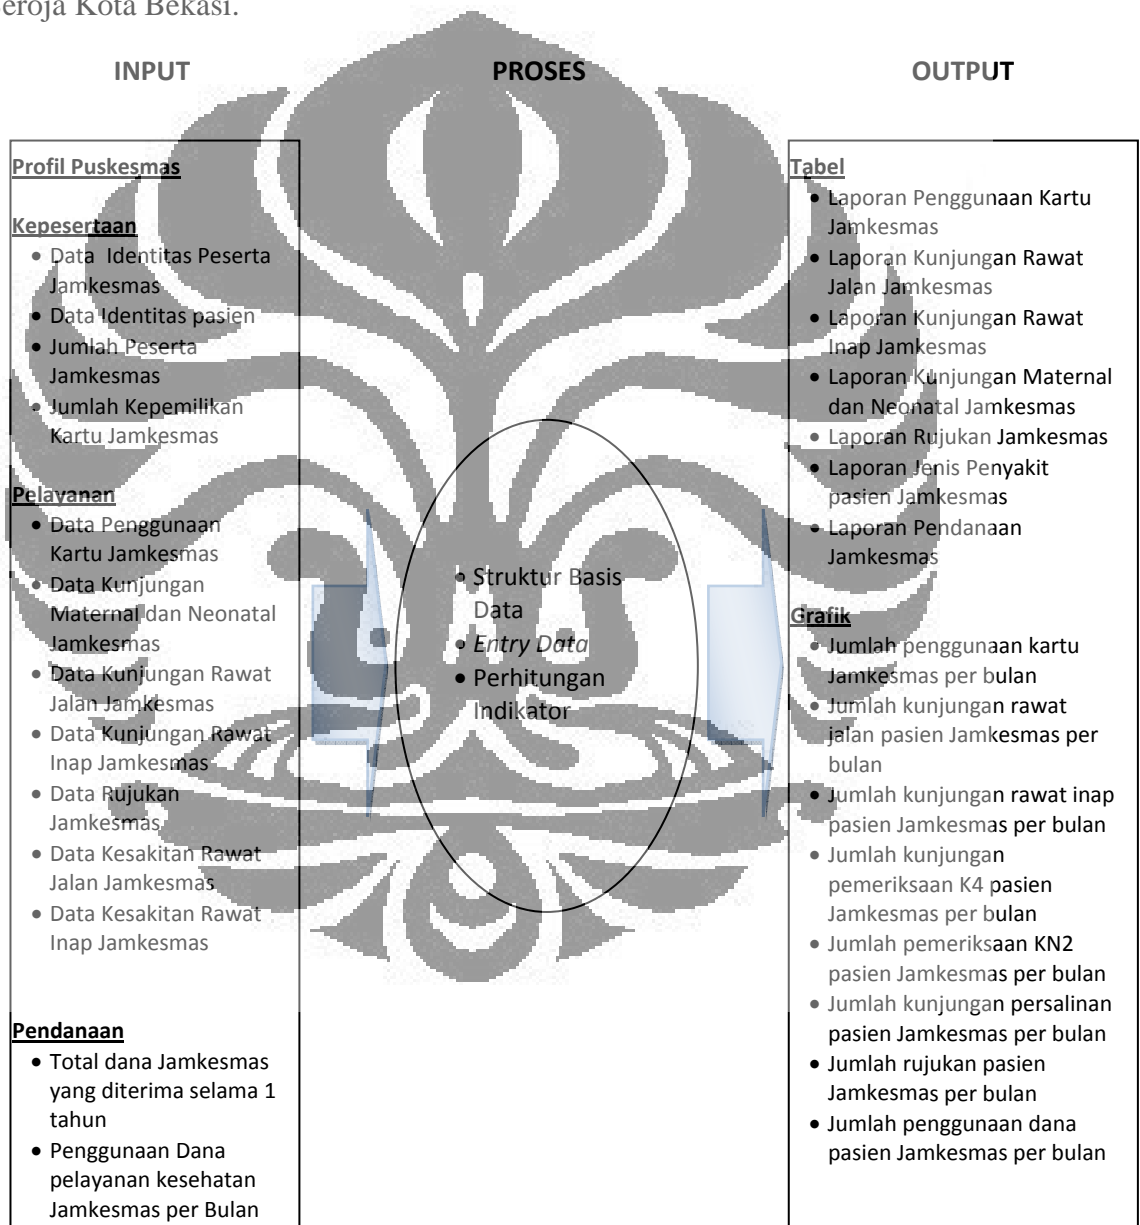 Seroja Kota Bekasi.
INPUT
PROSES
OUTPUT
Profil Puskesmas
Kepesertaan
• Data Identitas Peserta
Jamkesmas
• Data Identitas pasien
• Jumlah Peserta
Jamkesmas
• Jumlah Kepemilikan
Kartu Jamkesmas
Pelayanan
• Data Penggunaan
Kartu Jamkesmas
• Data Kunjungan
Maternal dan Neonatal
Jamkesmas
• Data Kunjungan Rawat
Jalan Jamkesmas
• Data Kunjungan Rawat
Inap Jamkesmas
• Data Rujukan
Jamkesmas
• Data Kesakitan Rawat
Jalan Jamkesmas
• Data Kesakitan Rawat
Inap Jamkesmas
Pendanaan
• Total dana Jamkesmas
yang diterima selama 1
tahun
• Penggunaan Dana
pelayanan kesehatan
Jamkesmas per Bulan
• Struktur Basis
Data
• Entry Data
• Perhitungan
Indikator
Tabel
• Laporan Penggunaan Kartu
Jamkesmas
• Laporan Kunjungan Rawat
Jalan Jamkesmas
• Laporan Kunjungan Rawat
Inap Jamkesmas
• Laporan Kunjungan Maternal
dan Neonatal Jamkesmas
• Laporan Rujukan Jamkesmas
• Laporan Jenis Penyakit
pasien Jamkesmas
• Laporan Pendanaan
Jamkesmas
Grafik
• Jumlah penggunaan kartu
Jamkesmas per bulan
• Jumlah kunjungan rawat
jalan pasien Jamkesmas per
bulan
• Jumlah kunjungan rawat inap
pasien Jamkesmas per bulan
• Jumlah kunjungan
pemeriksaan K4 pasien
Jamkesmas per bulan
• Jumlah pemeriksaan KN2
pasien Jamkesmas per bulan
• Jumlah kunjungan persalinan
pasien Jamkesmas per bulan
• Jumlah rujukan pasien
Jamkesmas per bulan
• Jumlah penggunaan dana
pasien Jamkesmas per bulan